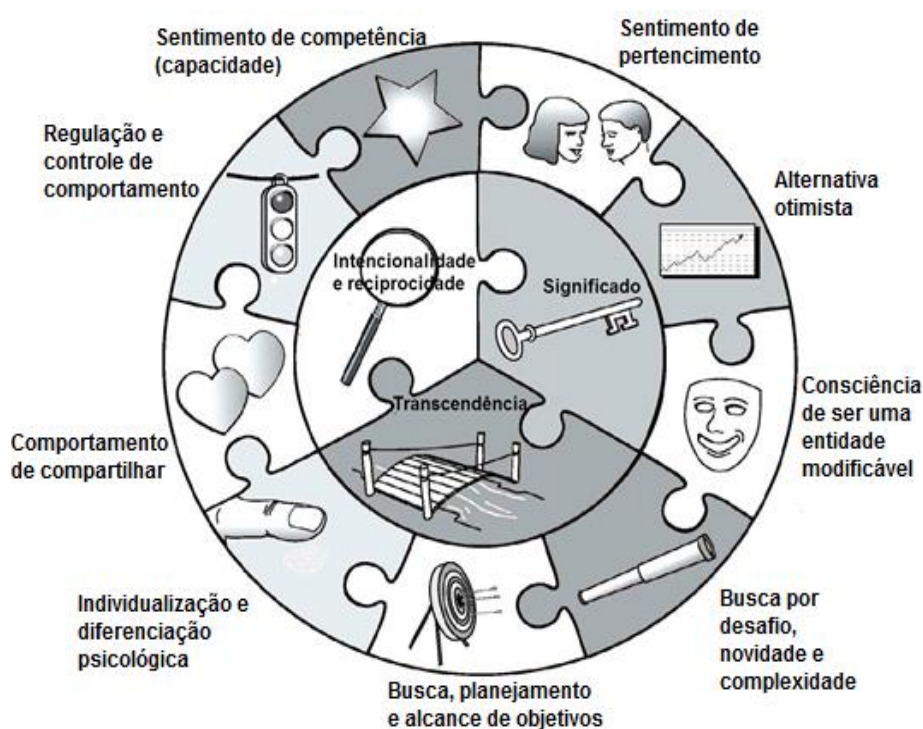 Sentimento de competência
(capacidade)
Sentimento de
pertencimento
Regulação e
controle de
comportamento
Alternativa
otimista
Intencionalidade
e reciprocidade
Significado
Transcendência
Comportamento
de compartilhar
Consciência
de ser uma
entidade
modificável
Individualização e
diferenciação
psicológica
Busca, planejamento
e alcance de objetivos
Busca por
desafio,
novidade e
complexidade